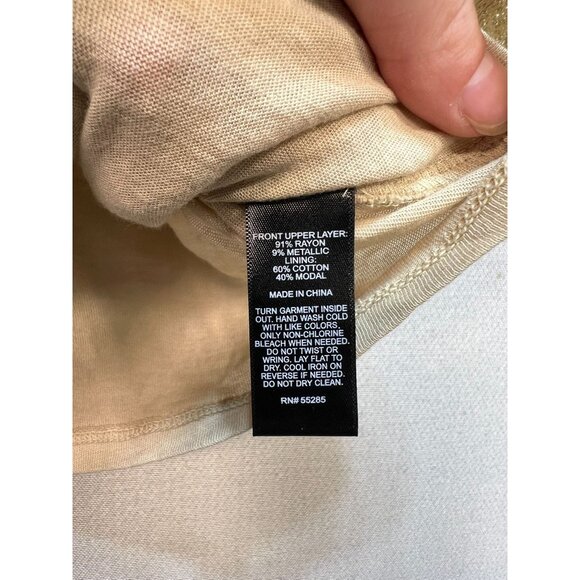 FRONT UPPER LAYER:
91% RAYON
9% METALLIC
LINING:
60% COTTON
40% MODAL
MADE IN CHINA
TURN GARMENT INSIDE
OUT. HAND WASH COLD
WITH LIKE COLORS,
ONLY NON-CHLORINE
BLEACH WHEN NEEDED.
DO NOT TWIST OR
WRING. LAY FLAT TO
DRY. COOL IRON ON
REVERSE IF NEEDED.
DO NOT DRY CLEAN.
RN# 55285